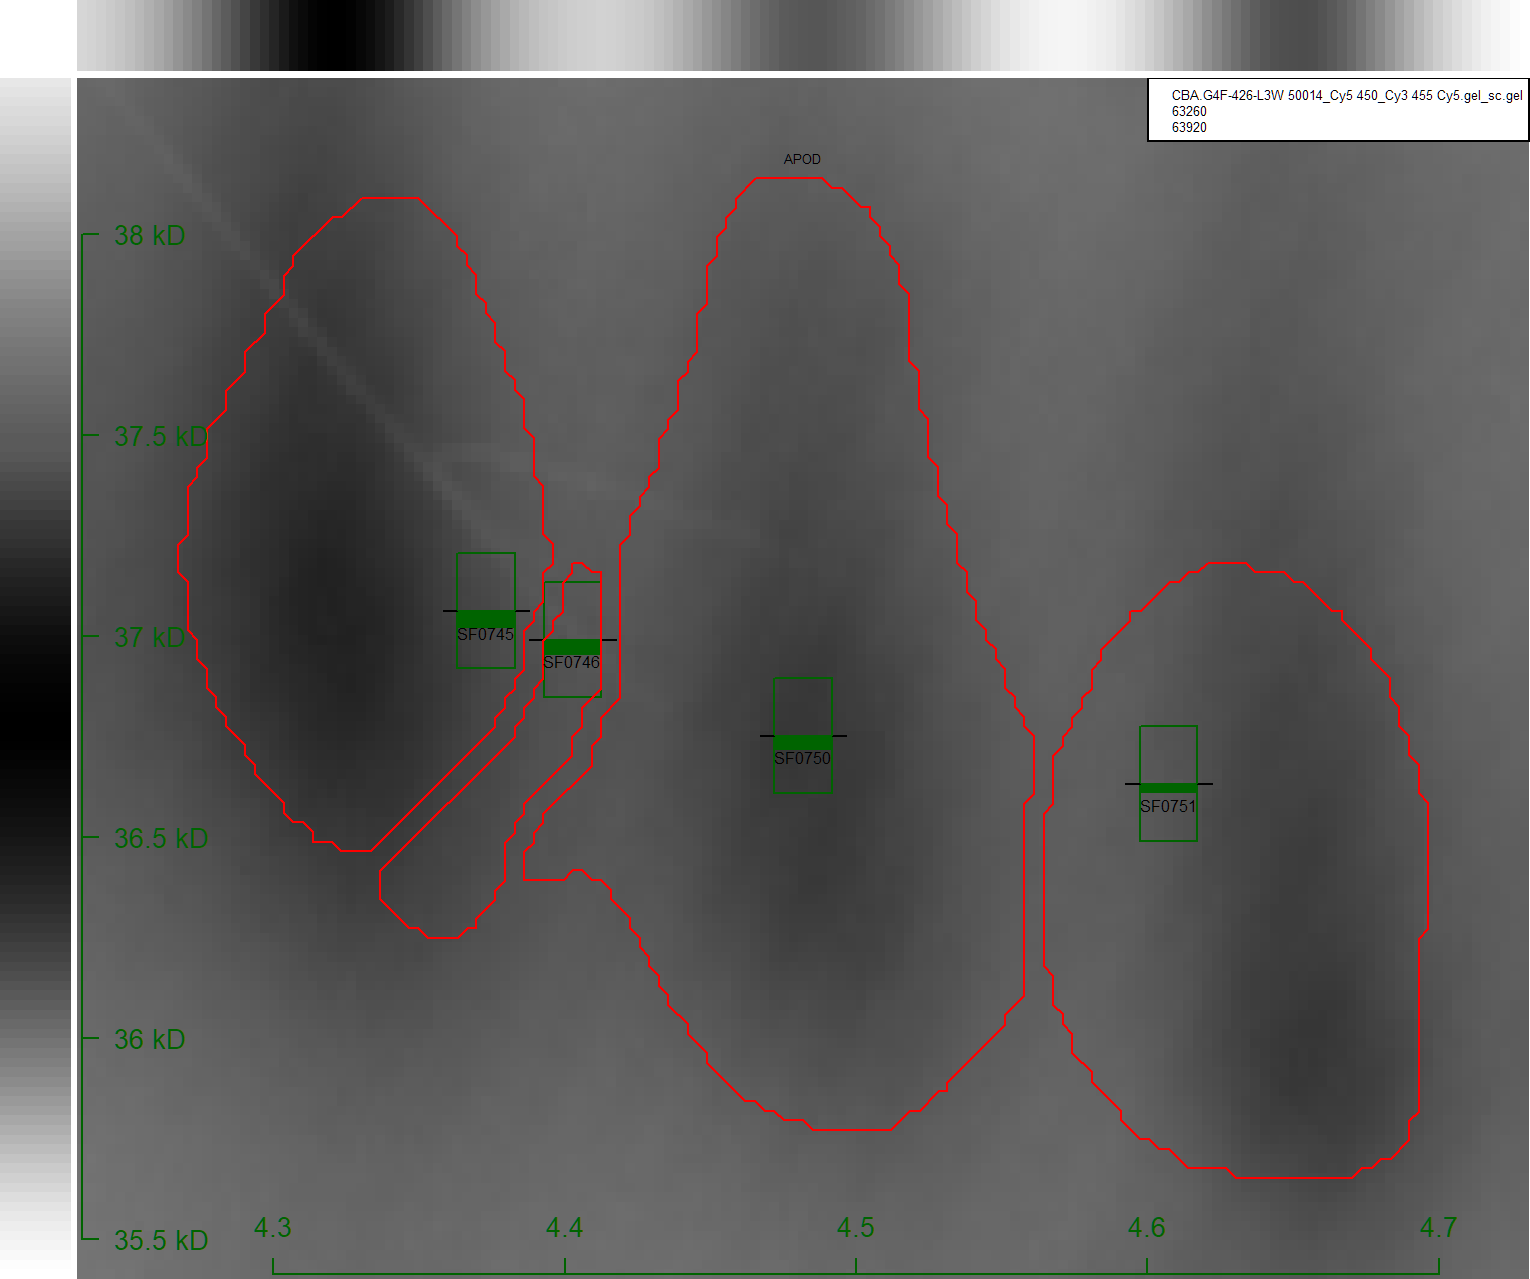 CBA.G4F-426-L3W 50014_Cy5 450_Cy3 455 Cy5.gel_sc.gel
63260
63920
APOD
38 kD
37.5 kD
37 kD
SF0745
SF0746
SF0750
SF0751
36.5 kD
36 kD
35.5 kD
4.3 4.4 4.5 4.6 4.7